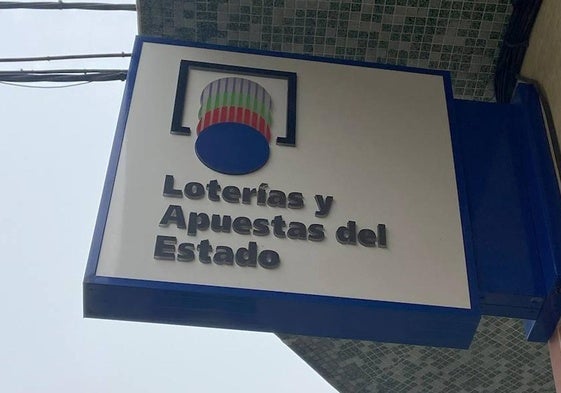 Loterías y
Apuestas del
Estado